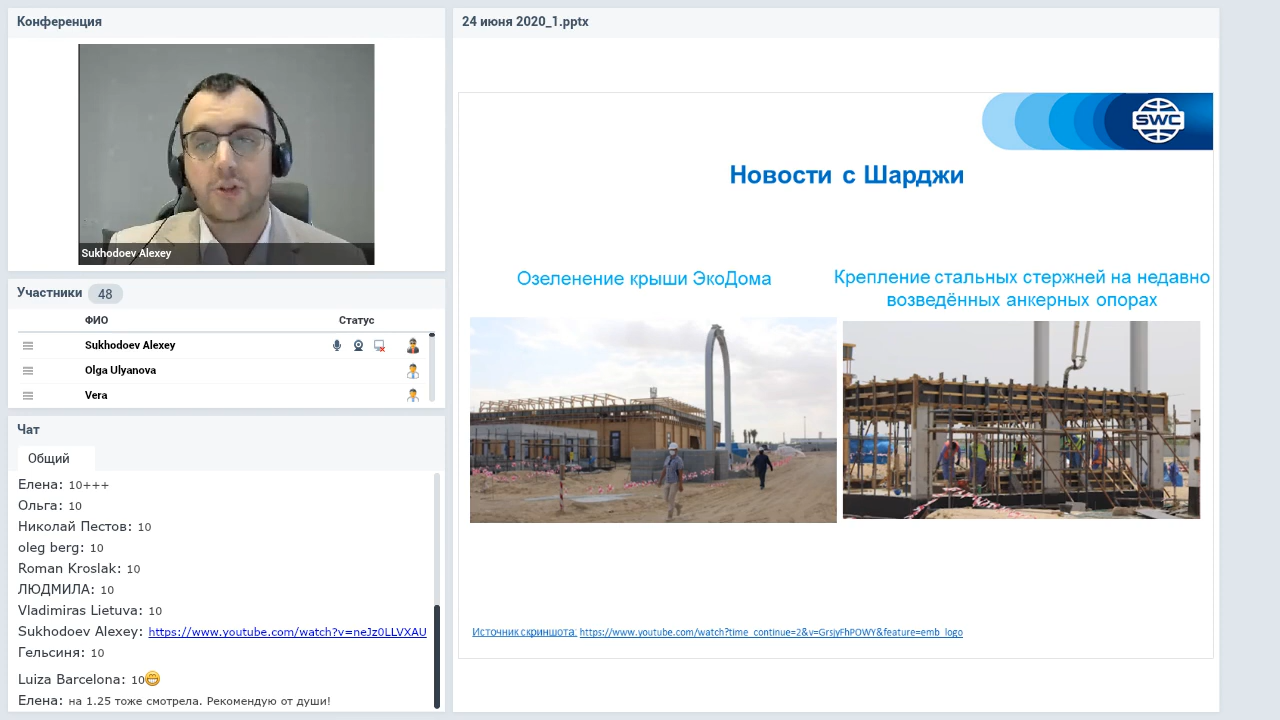 Конференция
Sukhodoev Alexey
Участники 48
ФИО Статус
Sukhodoev Alexey
Olga Ulyanova
Vera
Чат
Общий
Елена: 10+++
Ольга: 10
Николай Пестов: 10
oleg berg: 10
Roman Kroslak: 10
ЛЮДМИЛА: 10
Vladimiras Lietuva: 10
Sukhodoev Alexey: https://www.youtube.com/watch?v=neJz0LLVXAU
Гельсиня: 10
Luiza Barcelona: 10😁
Елена: на 1.25 тоже смотрела. Рекомендую от души!
24 июня 2020_1.pptx
SWC
Новости с Шарджи
Озеленение крыши ЭкоДома
Крепление стальных стержней на недавно
возведённых анкерных опорах
Источник скриншота: https://www.youtube.com/watch?time_continue=2&v=GrsjyFhPOWY&feature=emb_logo